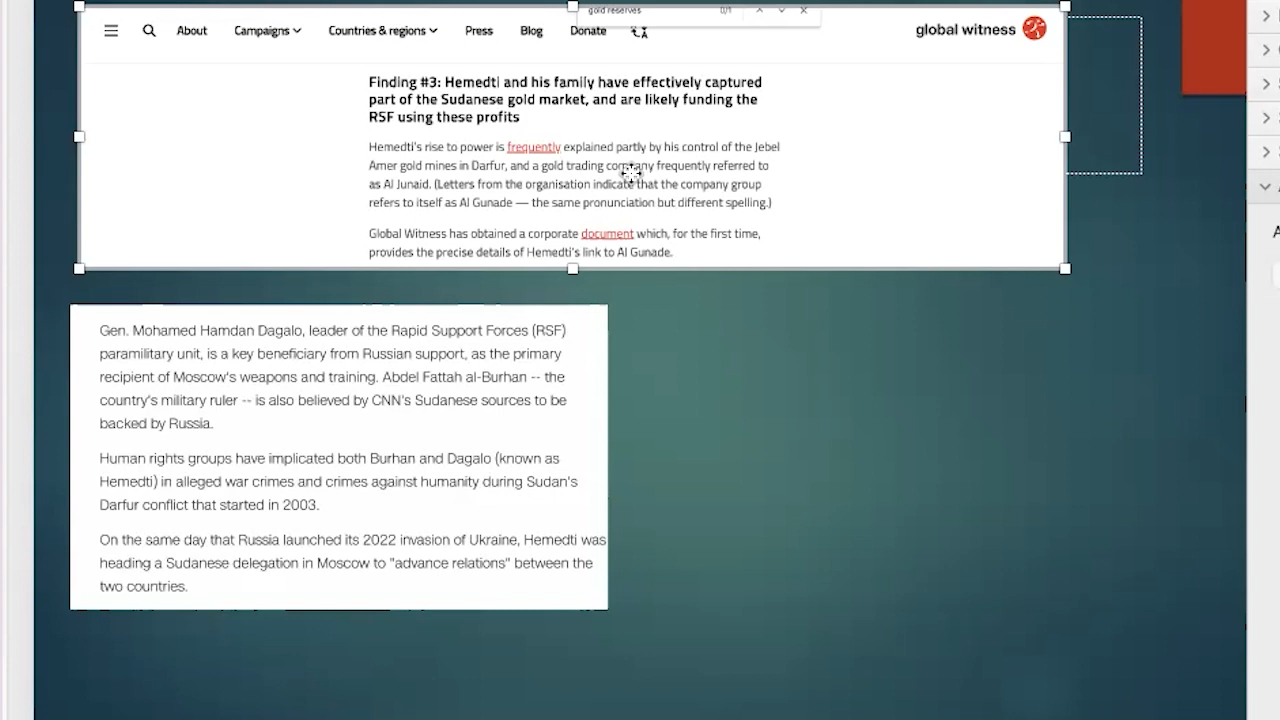 gold reserves 0/1
About Campaigns Countries & regions Press Blog Donate global witness
Finding #3: Hemedti and his family have effectively captured
part of the Sudanese gold market, and are likely funding the
RSF using these profits
Hemedti's rise to power is frequently explained partly by his control of the Jebel
Amer gold mines in Darfur, and a gold trading company frequently referred to
as Al Junaid. (Letters from the organisation indicate that the company group
refers to itself as Al Gunade — the same pronunciation but different spelling.)
Global Witness has obtained a corporate document which, for the first time,
provides the precise details of Hemedti's link to Al Gunade.
Gen. Mohamed Hamdan Dagalo, leader of the Rapid Support Forces (RSF)
paramilitary unit, is a key beneficiary from Russian support, as the primary
recipient of Moscow's weapons and training. Abdel Fattah al-Burhan -- the
country's military ruler -- is also believed by CNN's Sudanese sources to be
backed by Russia.
Human rights groups have implicated both Burhan and Dagalo (known as
Hemedti) in alleged war crimes and crimes against humanity during Sudan's
Darfur conflict that started in 2003.
On the same day that Russia launched its 2022 invasion of Ukraine, Hemedti was
heading a Sudanese delegation in Moscow to "advance relations" between the
two countries.